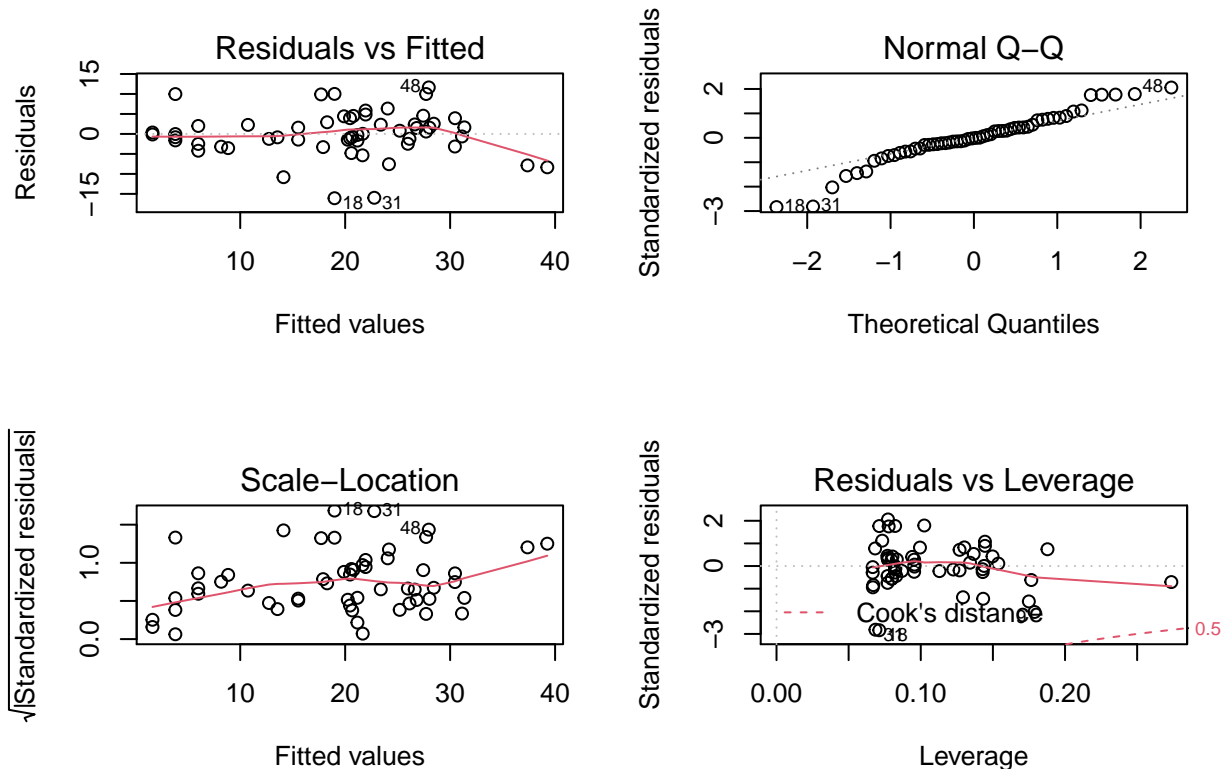 Residuals vs Fitted
Residuals
15
0
−15
48
18
31
10 20 30 40
Fitted values
Normal Q−Q
Standardized residuals
2
0
−3
48
18
31
−2 −1 0 1 2
Theoretical Quantiles
Scale−Location
√|Standardized residuals|
1.0
0.0
18
31
48
10 20 30 40
Fitted values
Residuals vs Leverage
Standardized residuals
2
0
−3
Cook's distance
31
18
0.5
0.00 0.10 0.20
Leverage